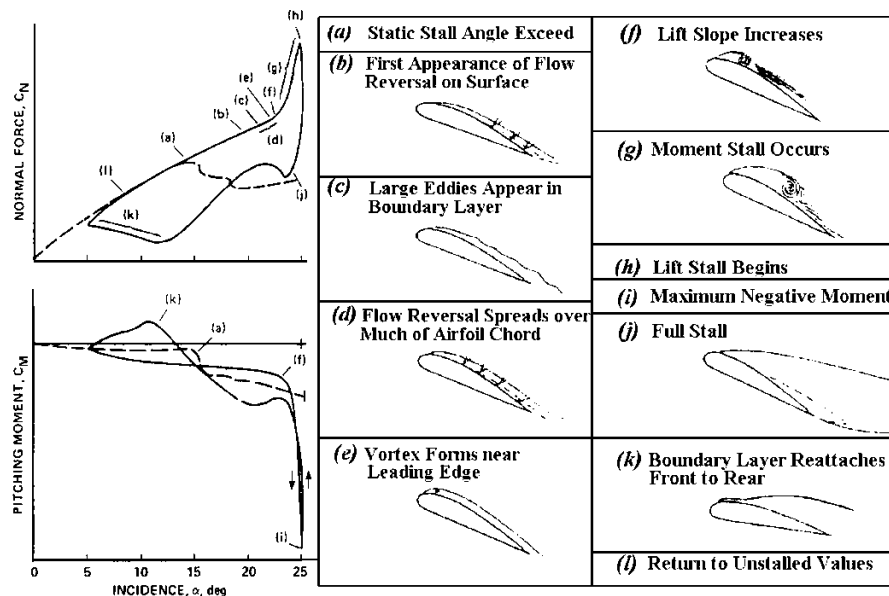 NORMAL FORCE, C_N
(h)
(g)
(e)
(f)
(c)
(b)
(d)
(a)
(l)
(j)
(k)
PITCHING MOMENT, C_M
(k)
(a)
(f)
(i)
0
5
10
15
20
25
INCIDENCE, α, deg
(a) Static Stall Angle Exceed
(b) First Appearance of Flow
Reversal on Surface
(c) Large Eddies Appear in
Boundary Layer
(d) Flow Reversal Spreads over
Much of Airfoil Chord
(e) Vortex Forms near
Leading Edge
(f) Lift Slope Increases
(g) Moment Stall Occurs
(h) Lift Stall Begins
(i) Maximum Negative Moment
(j) Full Stall
(k) Boundary Layer Reattaches
Front to Rear
(l) Return to Unstalled Values